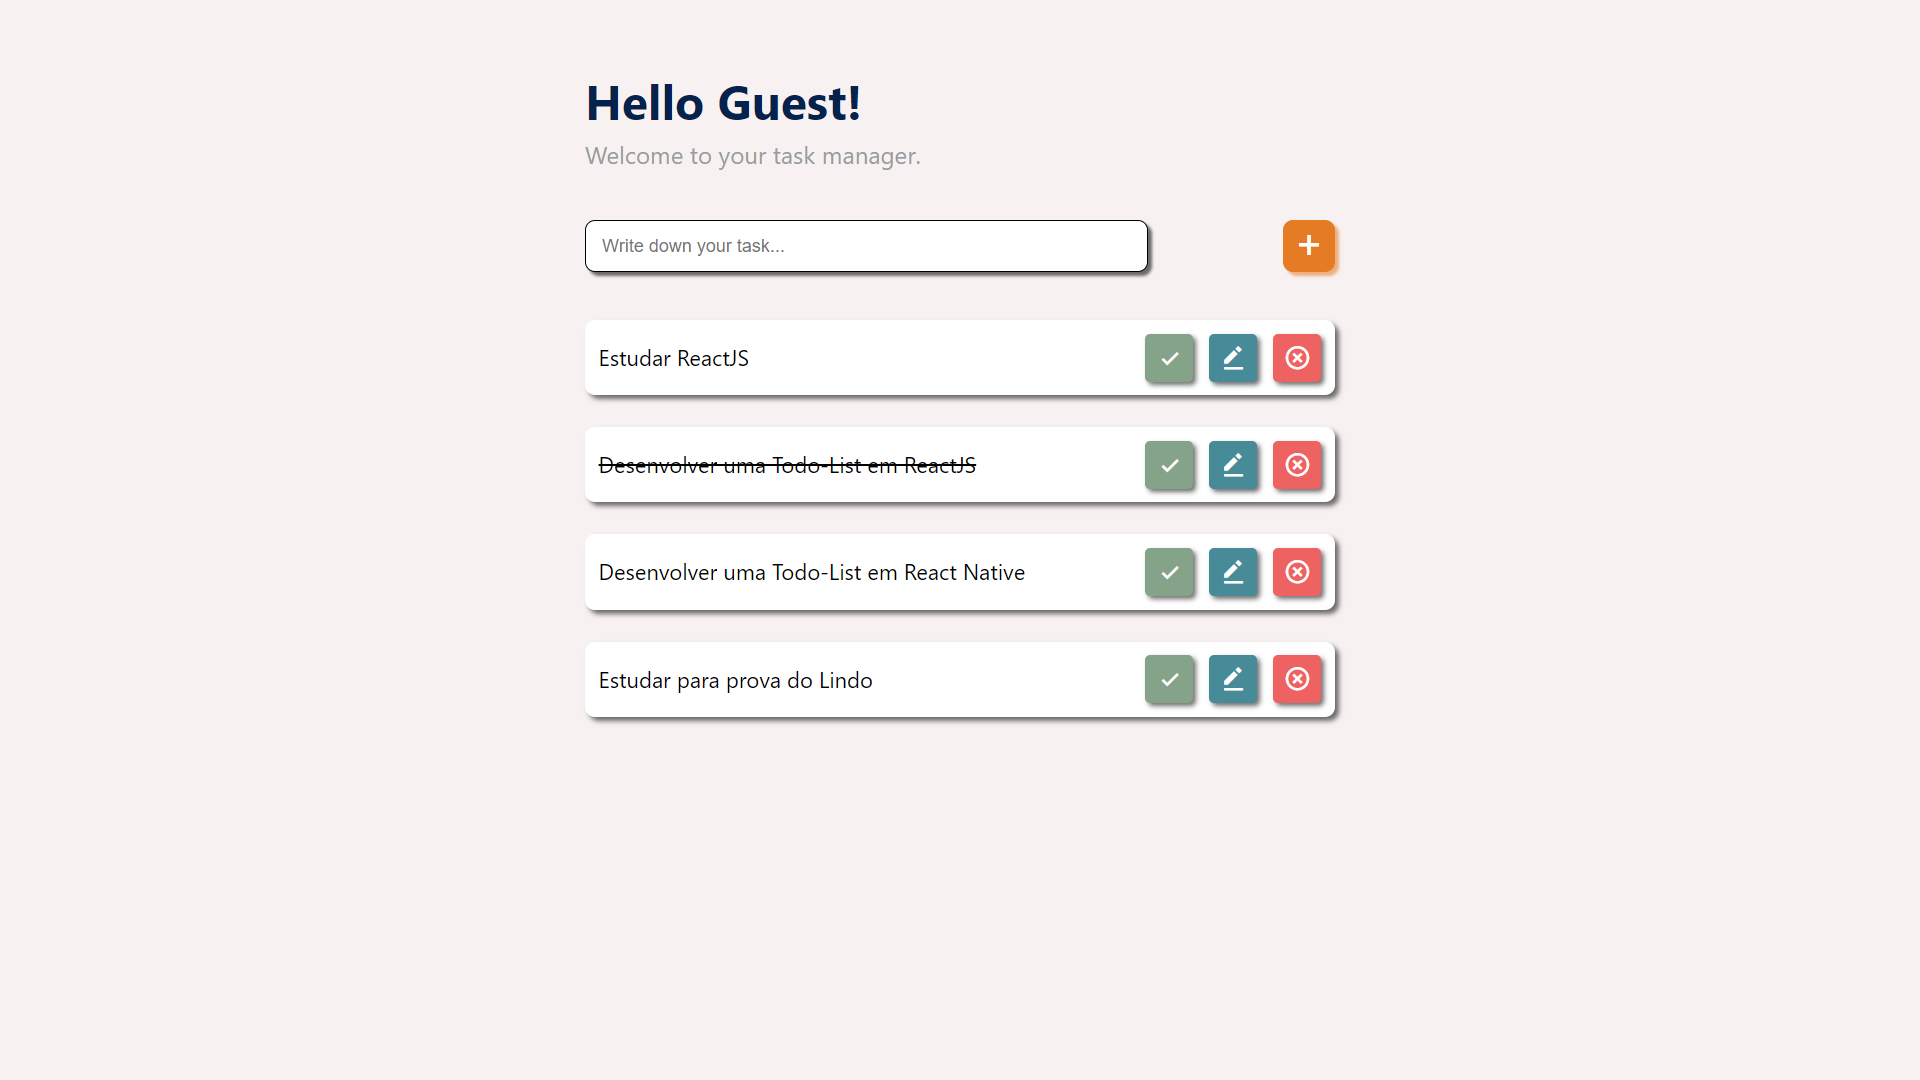 Hello Guest!
Welcome to your task manager.
Write down your task...
Estudar ReactJS
Desenvolver uma Todo-List em ReactJS
Desenvolver uma Todo-List em React Native
Estudar para prova do Lindo